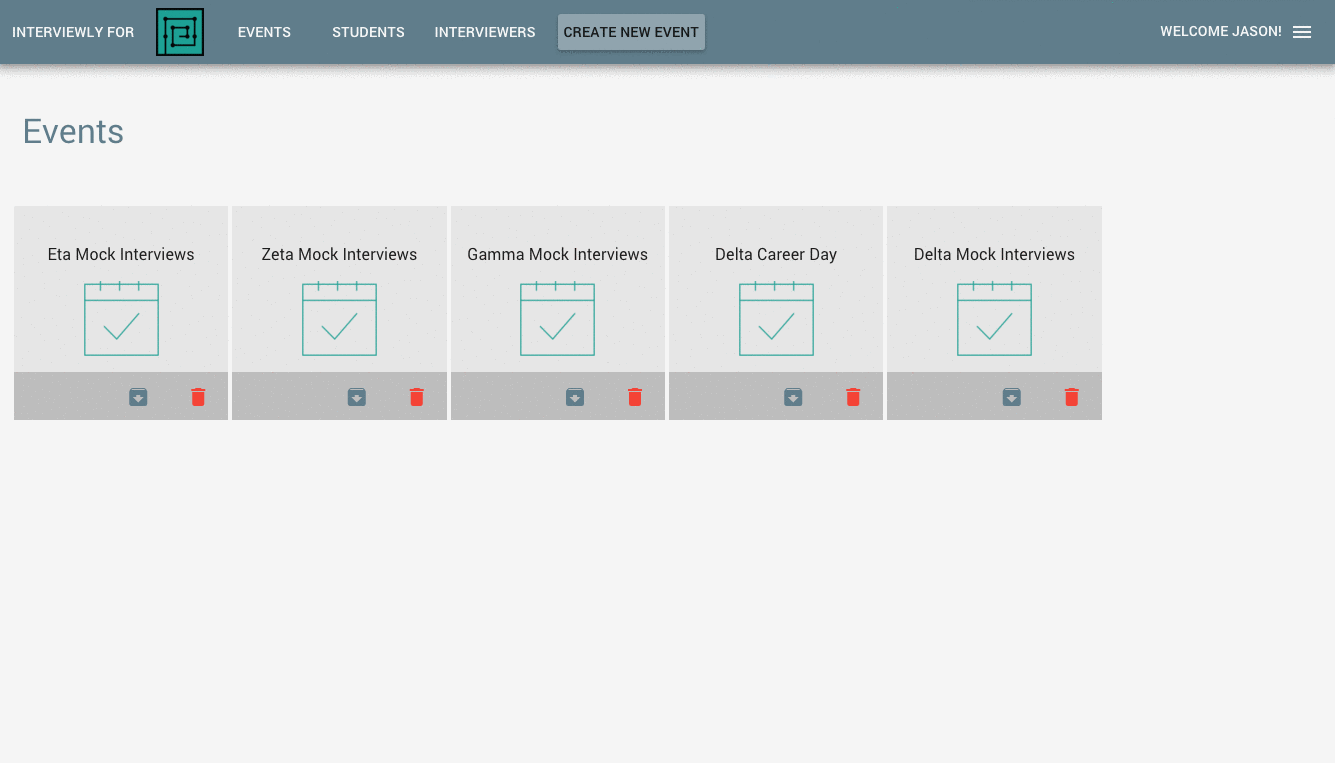 INTERVIEWLY FOR EVENTS STUDENTS INTERVIEWERS CREATE NEW EVENT WELCOME JASON!
Events
Eta Mock Interviews
Zeta Mock Interviews
Gamma Mock Interviews
Delta Career Day
Delta Mock Interviews